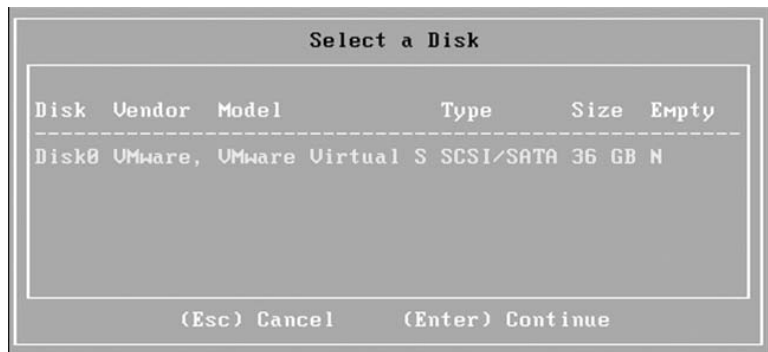 Select a Disk
Disk Vendor Model Type Size Empty
Disk0 VMware, VMware Virtual S SCSI/SATA 36 GB N
(Esc) Cancel (Enter) Continue